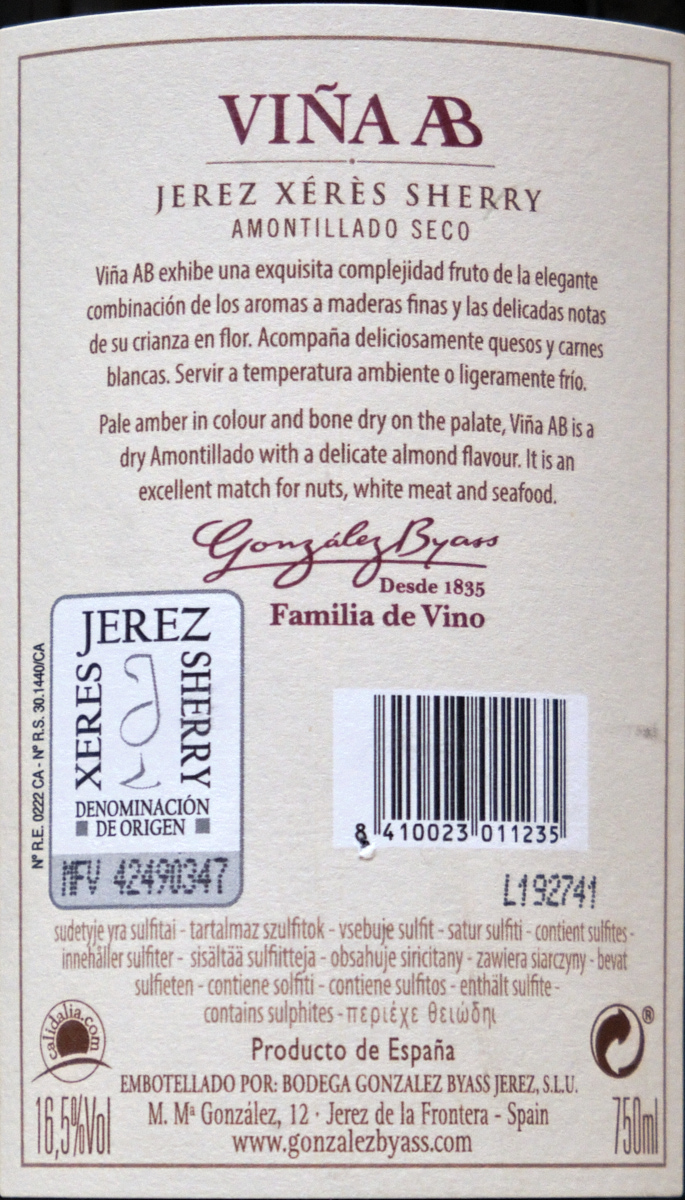 VIÑA AB
JEREZ XÉRÈS SHERRY
AMONTILLADO SECO
Viña AB exhibe una exquisita complejidad fruto de la elegante
combinación de los aromas a maderas finas y las delicadas notas
de su crianza en flor. Acompaña deliciosamente quesos y carnes
blancas. Servir a temperatura ambiente o ligeramente frío.
Pale amber in colour and bone dry on the palate, Viña AB is a
dry Amontillado with a delicate almond flavour. It is an
excellent match for nuts, white meat and seafood.
González Byass
Desde 1835
Familia de Vino
JEREZ
XERES
SHERRY
DENOMINACIÓN
DE ORIGEN
MFV 42490347
Nº R.E. 0222 CA - Nº R.S. 30.1440/CA
8 410023 011235
L192741
sudetyje yra sulfitai - tartalmaz szulfitok - vsebuje sulfit - satur sulfiti - contient sulfites -
innehåller sulfiter - sisältää sulfiitteja - obsahuje siricitany - zawiera siarczyny - bevat
sulfieten - contiene solfiti - contiene sulfitos - enthält sulfite -
contains sulphites - περιέχε θειώδηι
calidalia.com
Producto de España
®
EMBOTELLADO POR: BODEGA GONZALEZ BYASS JEREZ, S.L.U.
16,5%Vol
M. Mª González, 12 · Jerez de la Frontera - Spain
750ml
www.gonzalezbyass.com